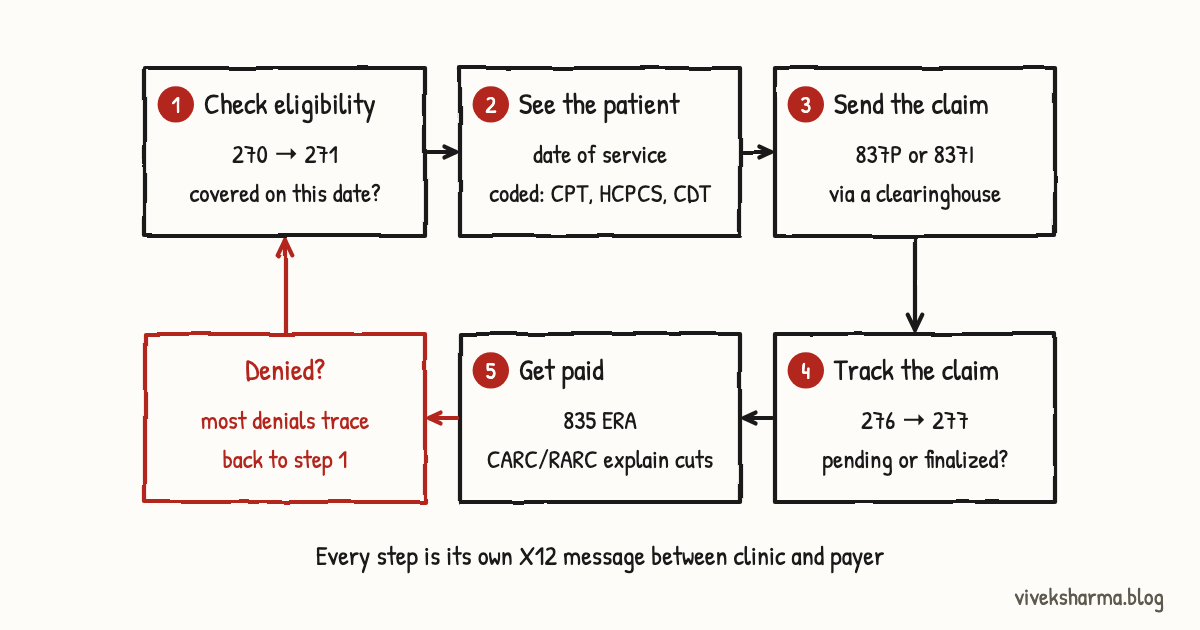 1 Check eligibility
270 → 271
covered on this date?
2 See the patient
date of service
coded: CPT, HCPCS, CDT
3 Send the claim
837P or 837I
via a clearinghouse
4 Track the claim
276 → 277
pending or finalized?
5 Get paid
835 ERA
CARC/RARC explain cuts
Denied?
most denials trace
back to step 1
Every step is its own X12 message between clinic and payer
viveksharma.blog